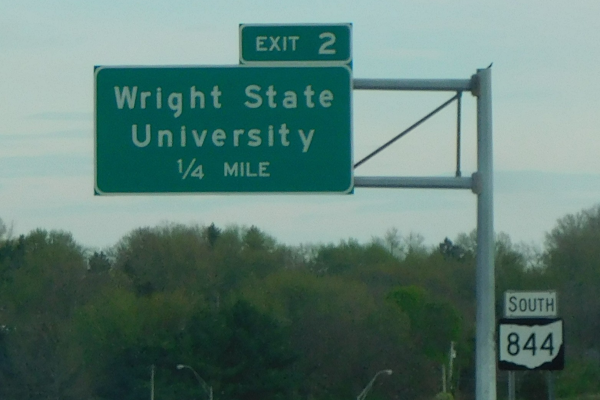 EXIT 2
Wright State
University
1/4 MILE
SOUTH
844